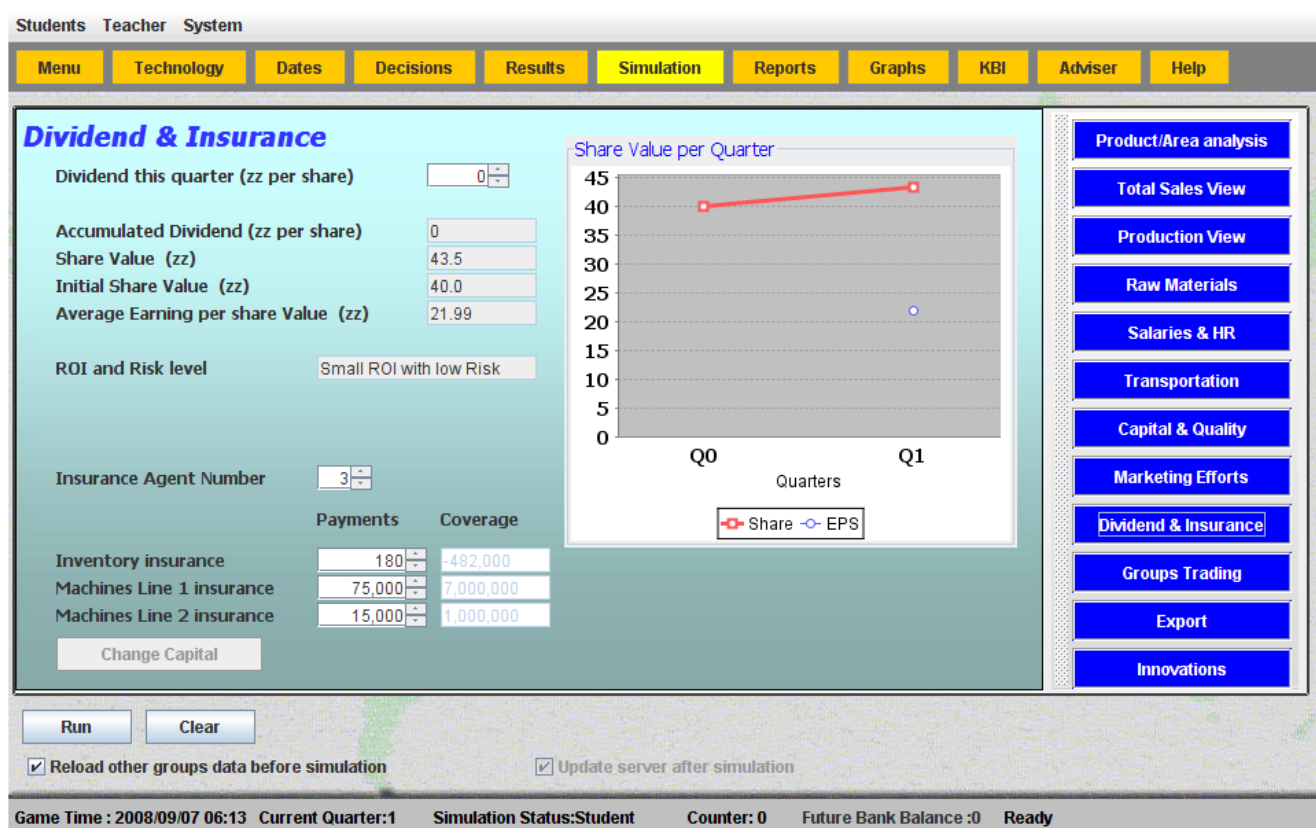 Students Teacher System
Menu Technology Dates Decisions Results Simulation Reports Graphs KBI Adviser Help
Dividend & Insurance
Dividend this quarter (zz per share) 0
Accumulated Dividend (zz per share) 0
Share Value (zz) 43.5
Initial Share Value (zz) 40.0
Average Earning per share Value (zz) 21.99
ROI and Risk level Small ROI with low Risk
Insurance Agent Number 3
Payments Coverage
Inventory insurance 180 -482,000
Machines Line 1 insurance 75,000 7,000,000
Machines Line 2 insurance 15,000 1,000,000
Change Capital
Share Value per Quarter
45
40
35
30
25
20
15
10
5
0
Q0 Q1
Quarters
Share EPS
Product/Area analysis
Total Sales View
Production View
Raw Materials
Salaries & HR
Transportation
Capital & Quality
Marketing Efforts
Dividend & Insurance
Groups Trading
Export
Innovations
Run Clear
Reload other groups data before simulation Update server after simulation
Game Time : 2008/09/07 06:13 Current Quarter:1 Simulation Status:Student Counter: 0 Future Bank Balance :0 Ready